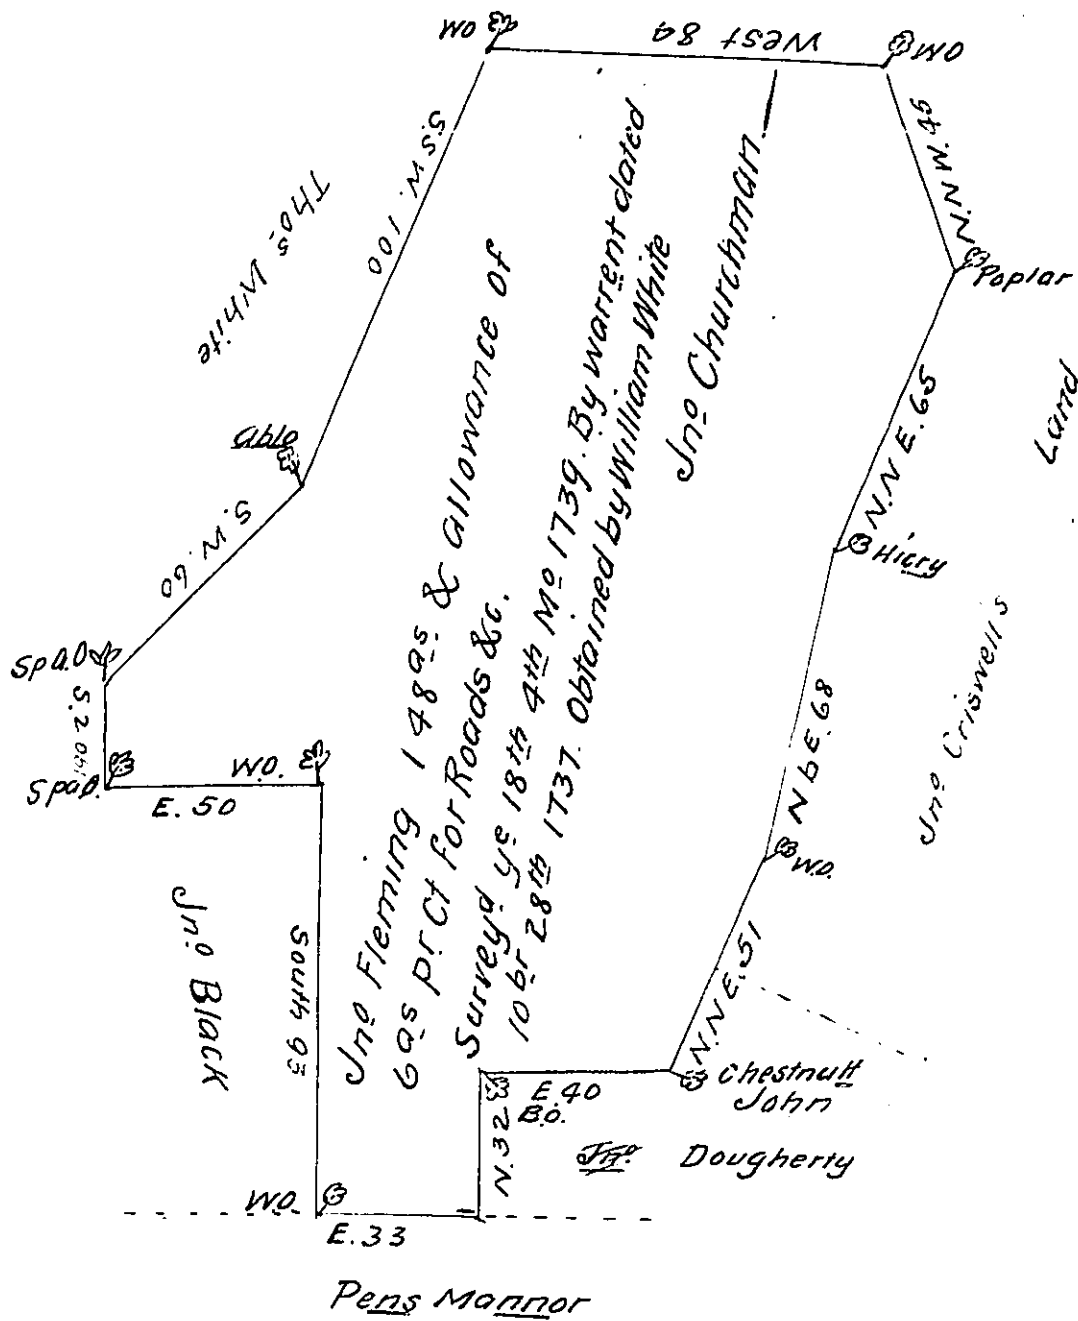 W.O.
West 84
W.O.
N.N.W. 45
Poplar
S.S.W. 100
Thos. White
N.N.E. 65
Land
Hicry
Jno Criswell's
S.W. 60
Sp a.O
Spa.O.
W.O.
E. 50
N b E. 68
W.O.
Jno Fleming 148as & allowance of
6as pr Ct for Roads &c.
Surveyd ye 18th 4th Mo 1739. By warrent dated
10br 28th 1737. Obtained by William White
Jno Churchman
Jno Black
South 93
N.N.E. 51
Chestnutt
John
Jno Dougherty
E. 40
B.O.
N. 32
W.O.
E. 33
Pens Mannor